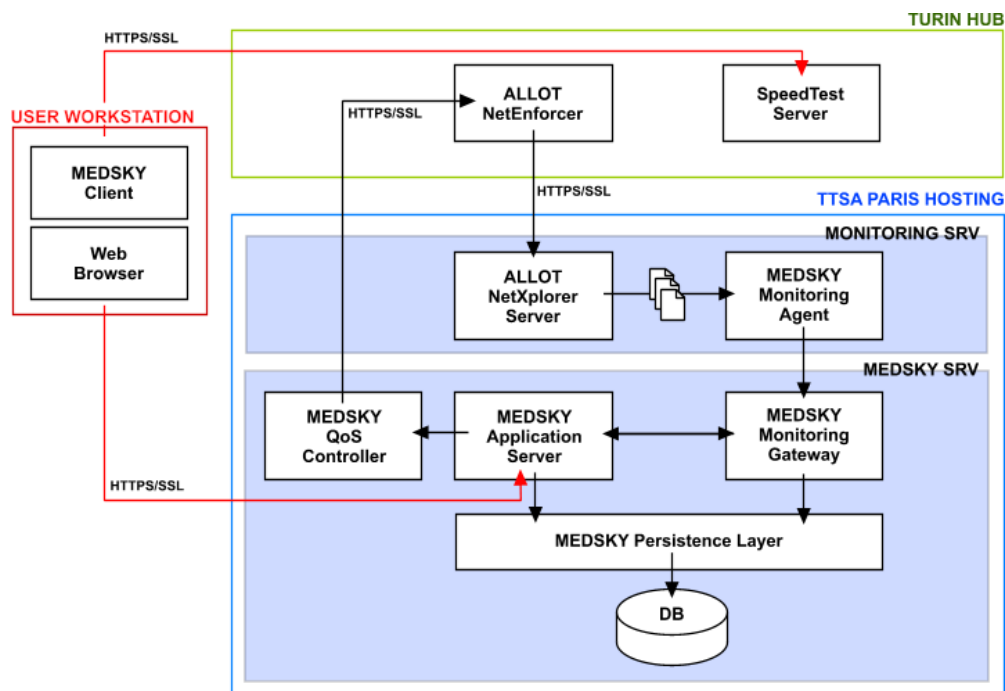 TURIN HUB
HTTPS/SSL
ALLOT
NetEnforcer
SpeedTest
Server
HTTPS/SSL
USER WORKSTATION
MEDSKY
Client
Web
Browser
HTTPS/SSL
TTSA PARIS HOSTING
MONITORING SRV
ALLOT
NetXplorer
Server
MEDSKY
Monitoring
Agent
MEDSKY SRV
MEDSKY
QoS
Controller
MEDSKY
Application
Server
MEDSKY
Monitoring
Gateway
HTTPS/SSL
MEDSKY Persistence Layer
DB